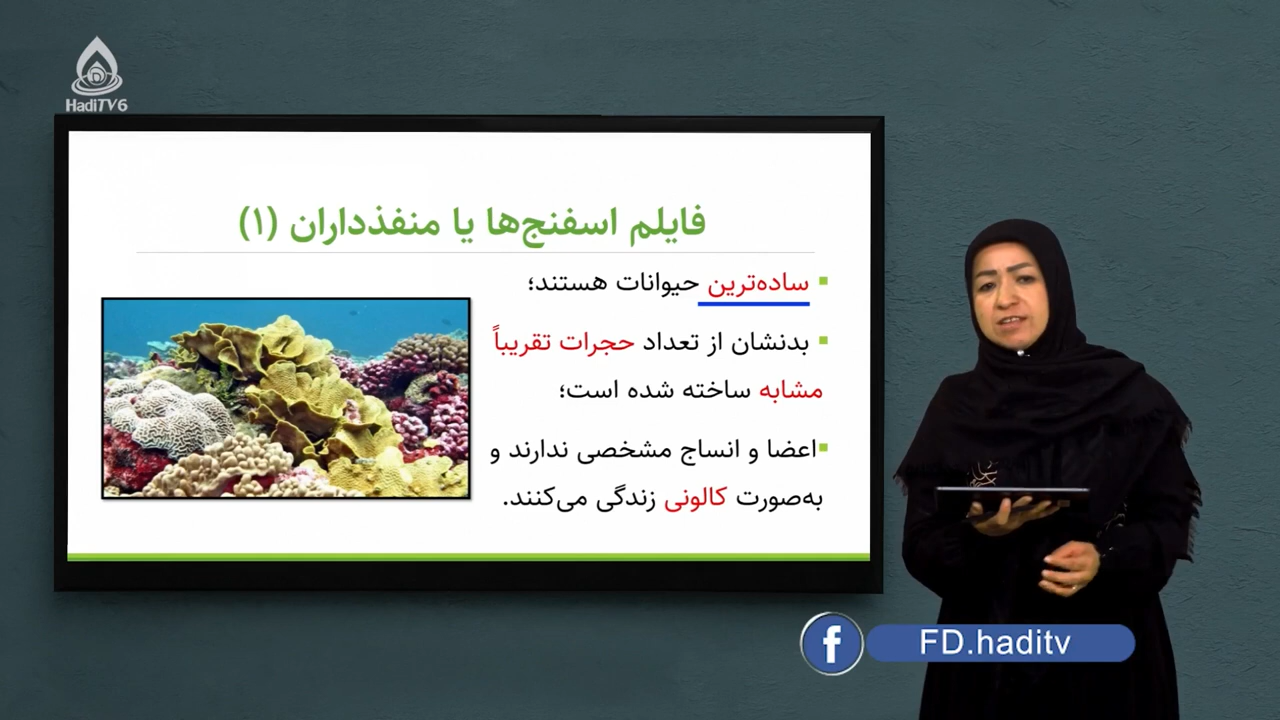 HadiTV6
فایلم اسفنج‌ها یا منفذداران (۱)
ساده‌ترین حیوانات هستند؛
بدنشان از تعداد حجرات تقریباً
مشابه ساخته شده است؛
اعضا و انساج مشخصی ندارند و
به‌صورت کالونی زندگی می‌کنند.
FD.haditv